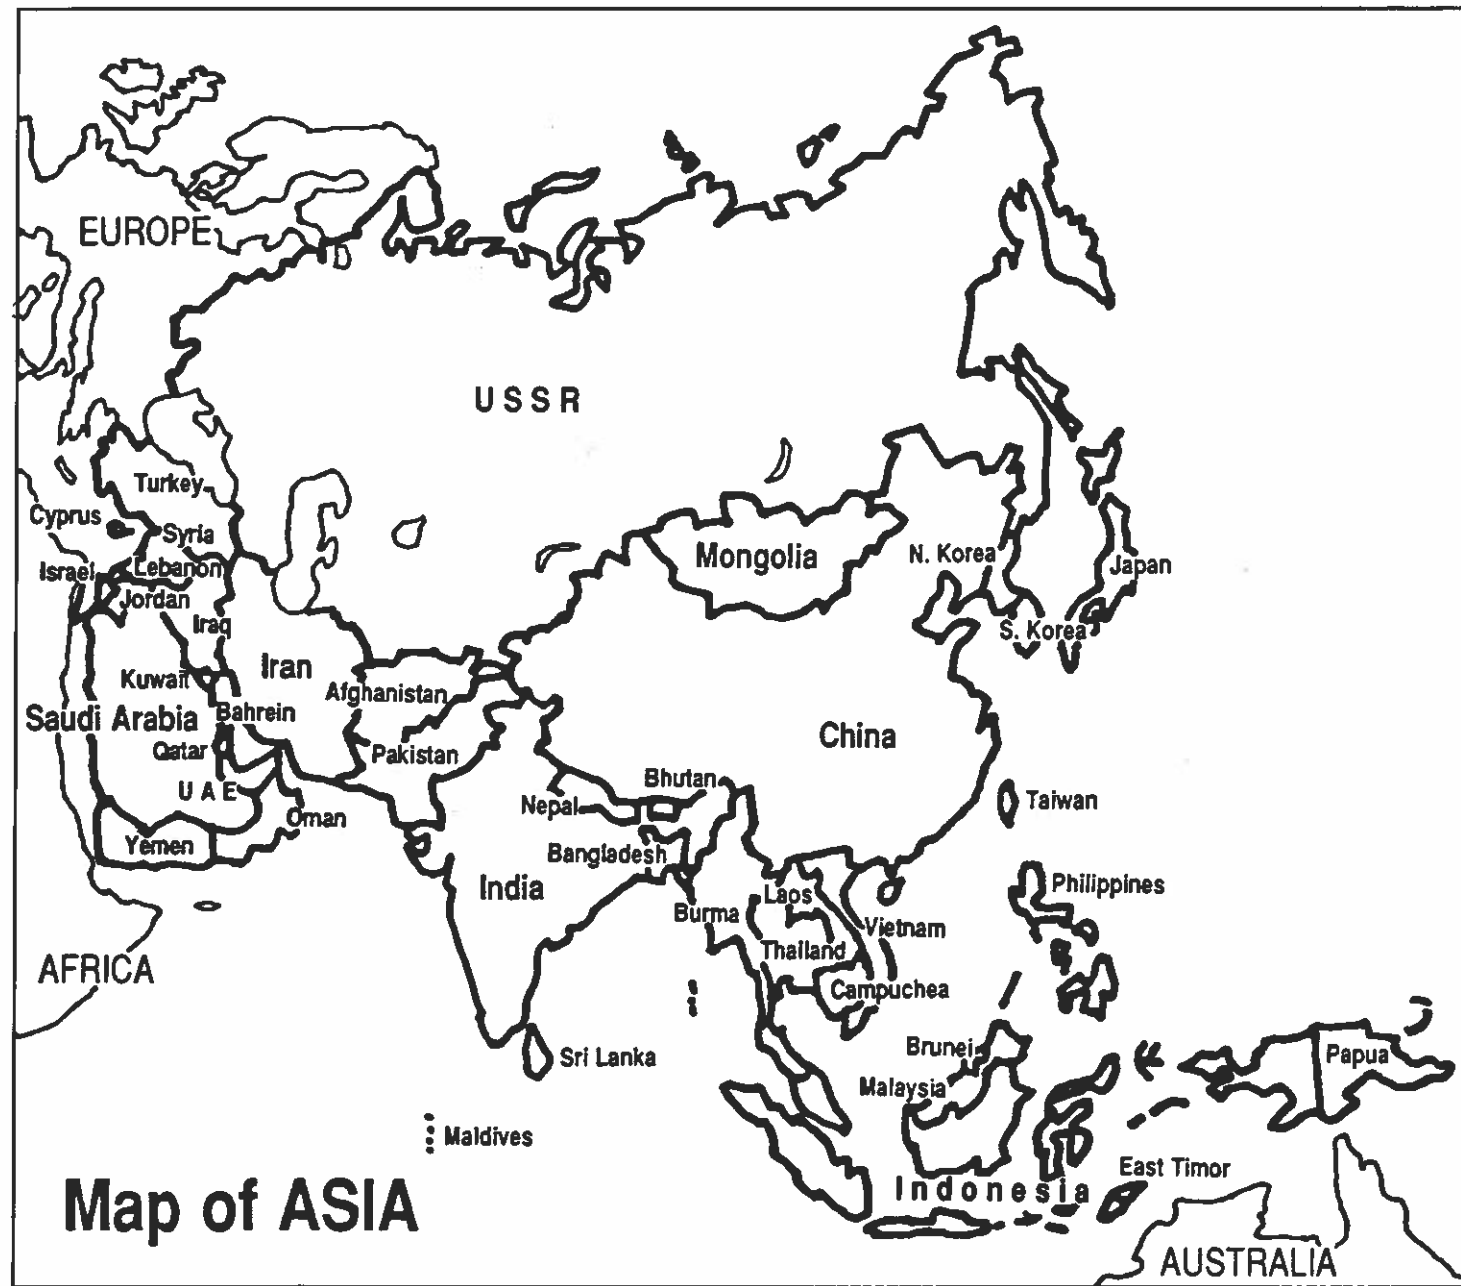 EUROPE
USSR
Turkey
Cyprus
Syria
Mongolia
N. Korea
Japan
Israel
Lebanon
Jordan
Iraq
S. Korea
Iran
Kuwait
Afghanistan
Saudi Arabia
Bahrein
China
Qatar
Pakistan
Bhutan
UAE
Nepal
Taiwan
Oman
Yemen
Bangladesh
India
Laos
Philippines
Burma
Vietnam
Thailand
AFRICA
Campuchea
Brunei
Sri Lanka
Papua
Malaysia
Maldives
East Timor
Indonesia
Map of ASIA
AUSTRALIA